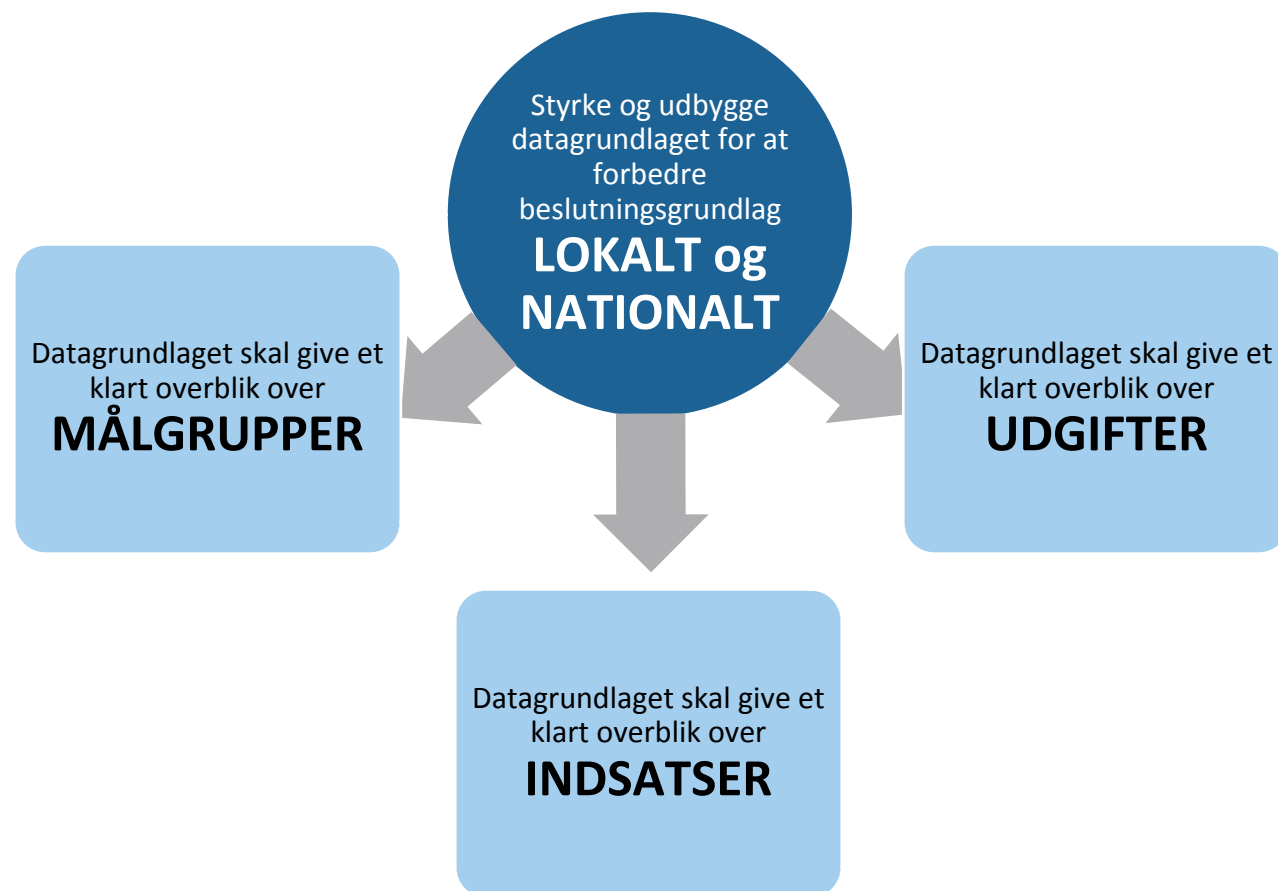 Styrke og udbygge
datagrundlaget for at
forbedre
beslutningsgrundlag
LOKALT og
NATIONALT
Datagrundlaget skal give et
klart overblik over
MÅLGRUPPER
Datagrundlaget skal give et
klart overblik over
UDGIFTER
Datagrundlaget skal give et
klart overblik over
INDSATSER